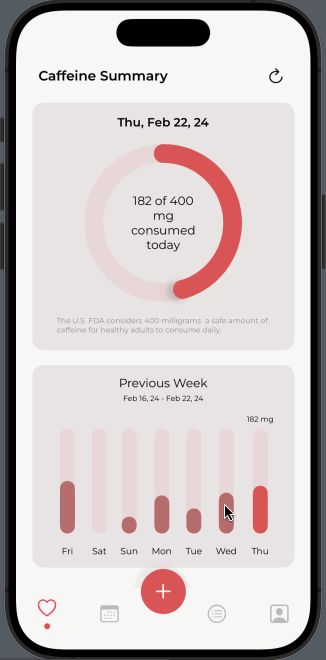 Caffeine Summary
Thu, Feb 22, 24
182 of 400
mg
consumed
today
The U.S. FDA considers 400 milligrams  a safe amount of
caffeine for healthy adults to consume daily.
Previous Week
Feb 16, 24 - Feb 22, 24
182 mg
Fri Sat Sun Mon Tue Wed Thu